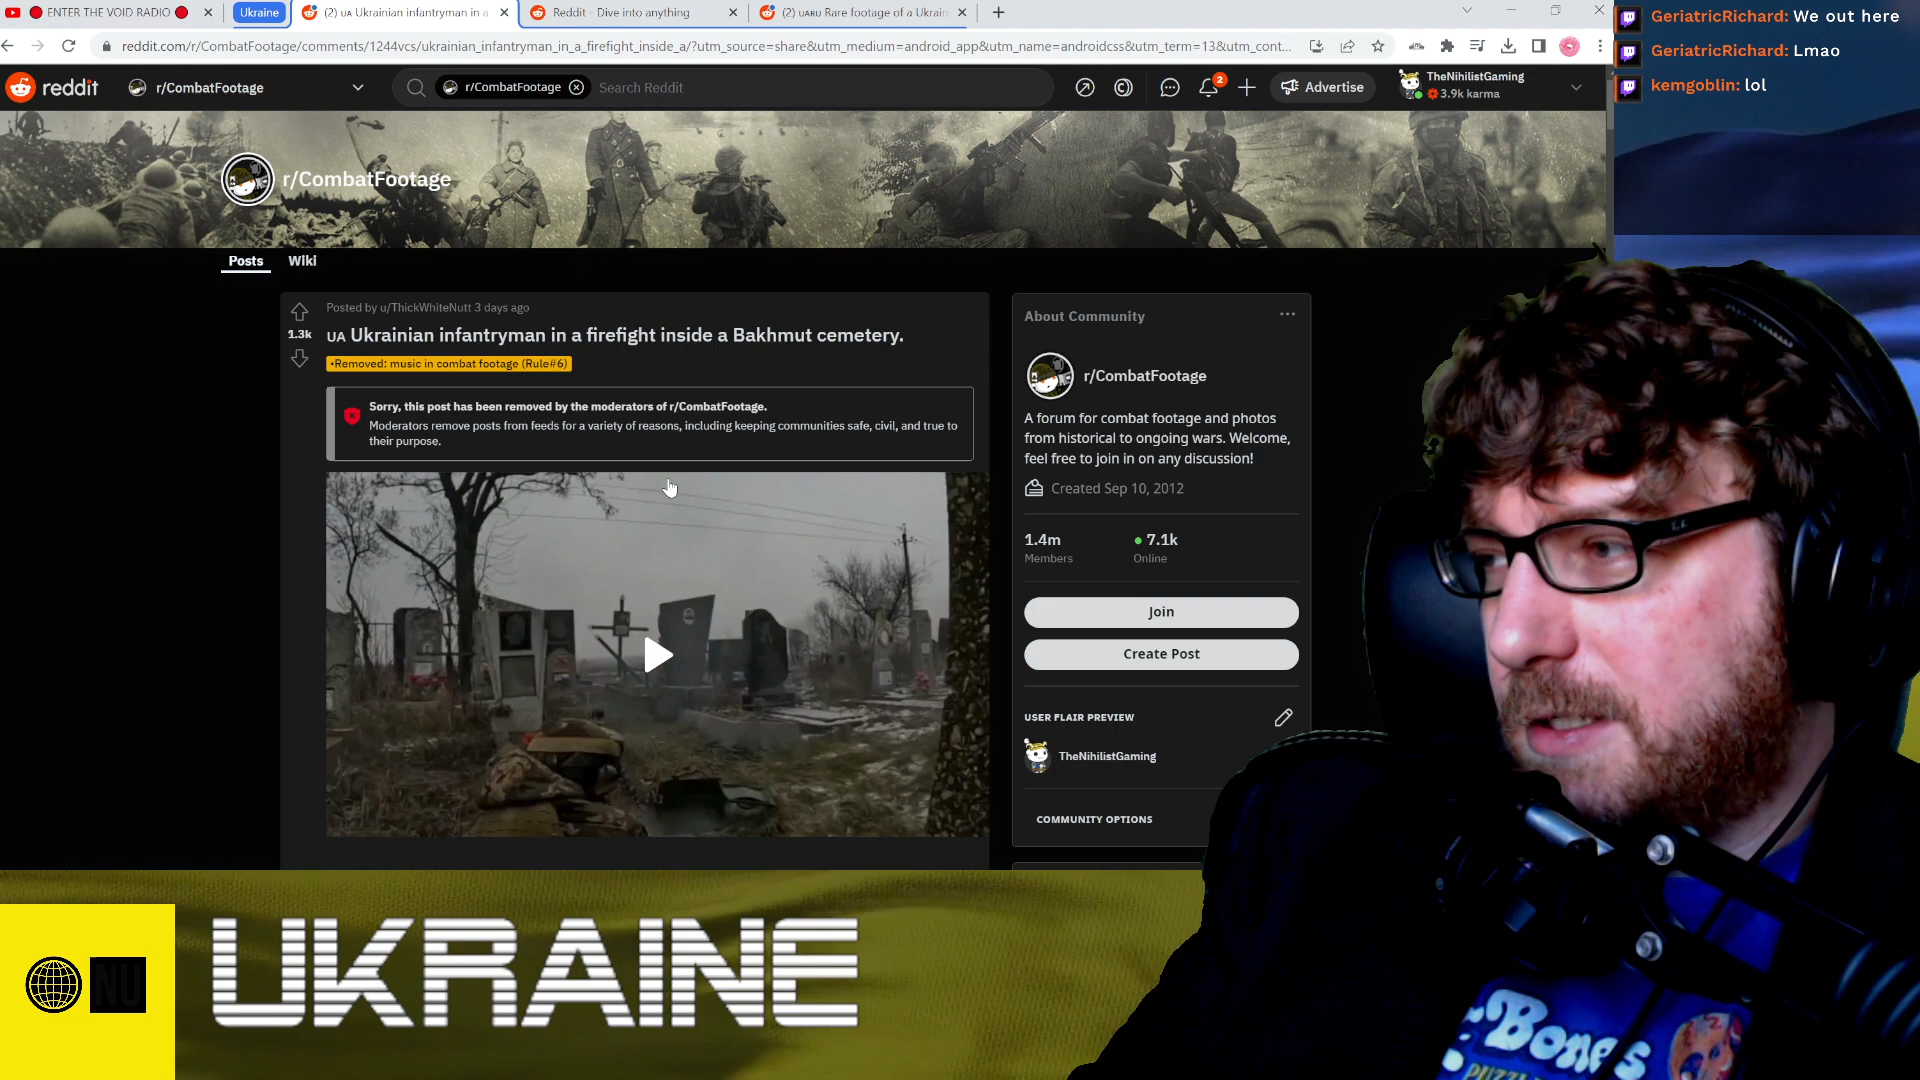 ENTER THE VOID RADIO
Ukraine
(2) UA Ukrainian infantryman in a
Reddit - Dive into anything
(2) UARU Rare footage of a Ukrain
reddit.com/r/CombatFootage/comments/1244vcs/ukrainian_infantryman_in_a_firefight_inside_a/?utm_source=share&utm_medium=android_app&utm_name=androidcss&utm_term=13&utm_cont...
GeriatricRichard: We out here
GeriatricRichard: Lmao
kemgoblin: lol
reddit
r/CombatFootage
r/CombatFootage
Search Reddit
2
Advertise
TheNihilistGaming
3.9k karma
r/CombatFootage
Posts
Wiki
Posted by u/ThickWhiteNutt 3 days ago
1.3k
UA Ukrainian infantryman in a firefight inside a Bakhmut cemetery.
•Removed: music in combat footage (Rule#6)
Sorry, this post has been removed by the moderators of r/CombatFootage.
Moderators remove posts from feeds for a variety of reasons, including keeping communities safe, civil, and true to
their purpose.
About Community
r/CombatFootage
A forum for combat footage and photos
from historical to ongoing wars. Welcome,
feel free to join in on any discussion!
Created Sep 10, 2012
1.4m
Members
7.1k
Online
Join
Create Post
USER FLAIR PREVIEW
TheNihilistGaming
COMMUNITY OPTIONS
NU
UKRAINE
Bones
PUZZL